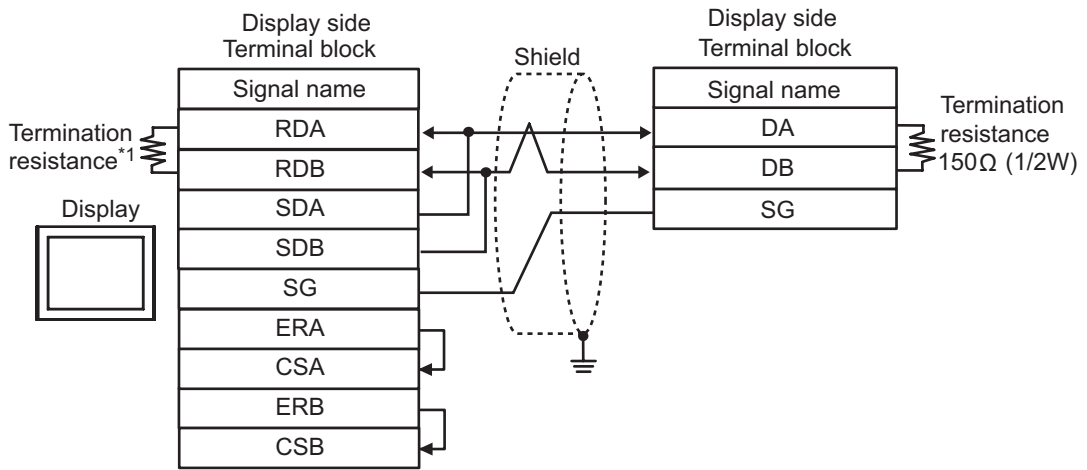 Display side
Terminal block
Signal name
RDA
RDB
SDA
SDB
SG
ERA
CSA
ERB
CSB
Termination
resistance*1
Display
Shield
Display side
Terminal block
Signal name
DA
DB
SG
Termination
resistance
150Ω (1/2W)